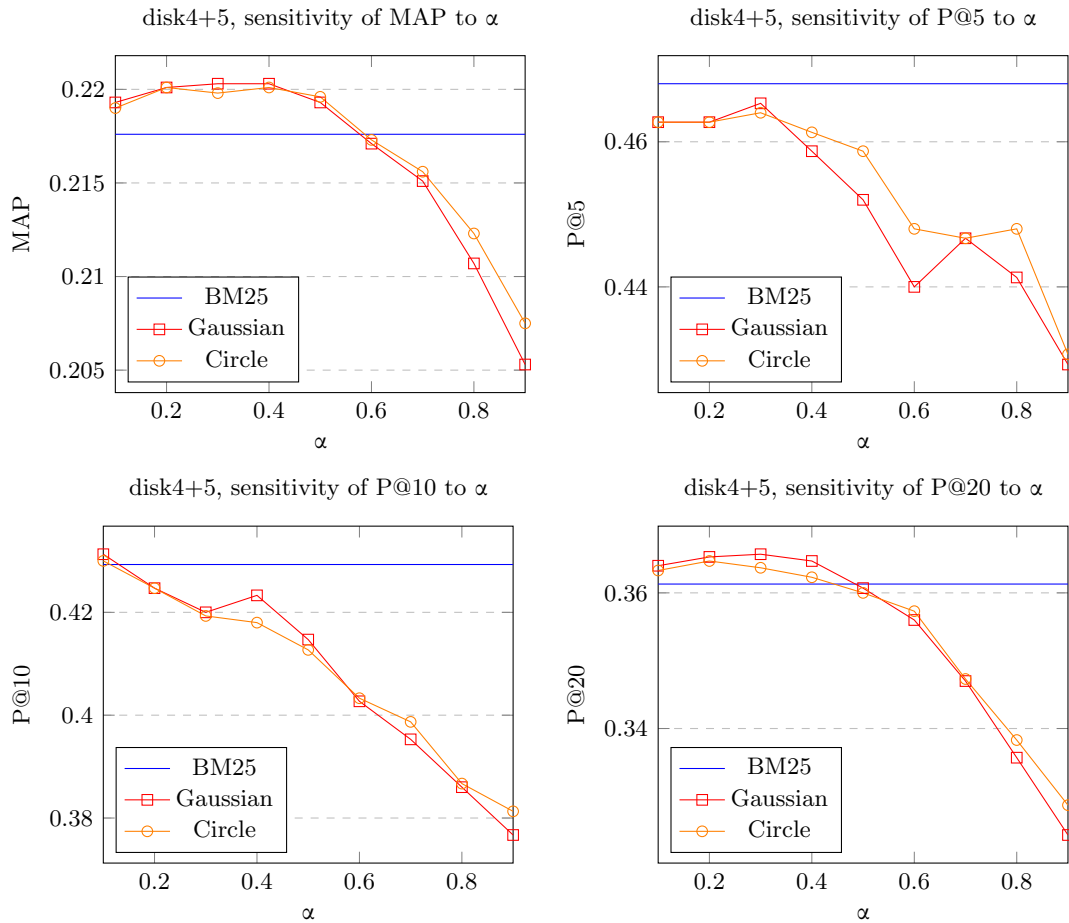 disk4+5, sensitivity of MAP to α
0.22
0.215
0.21
0.205
MAP
BM25
Gaussian
Circle
0.2 0.4 0.6 0.8
α
disk4+5, sensitivity of P@5 to α
0.46
0.44
P@5
BM25
Gaussian
Circle
0.2 0.4 0.6 0.8
α
disk4+5, sensitivity of P@10 to α
0.42
0.4
0.38
P@10
BM25
Gaussian
Circle
0.2 0.4 0.6 0.8
α
disk4+5, sensitivity of P@20 to α
0.36
0.34
P@20
BM25
Gaussian
Circle
0.2 0.4 0.6 0.8
α